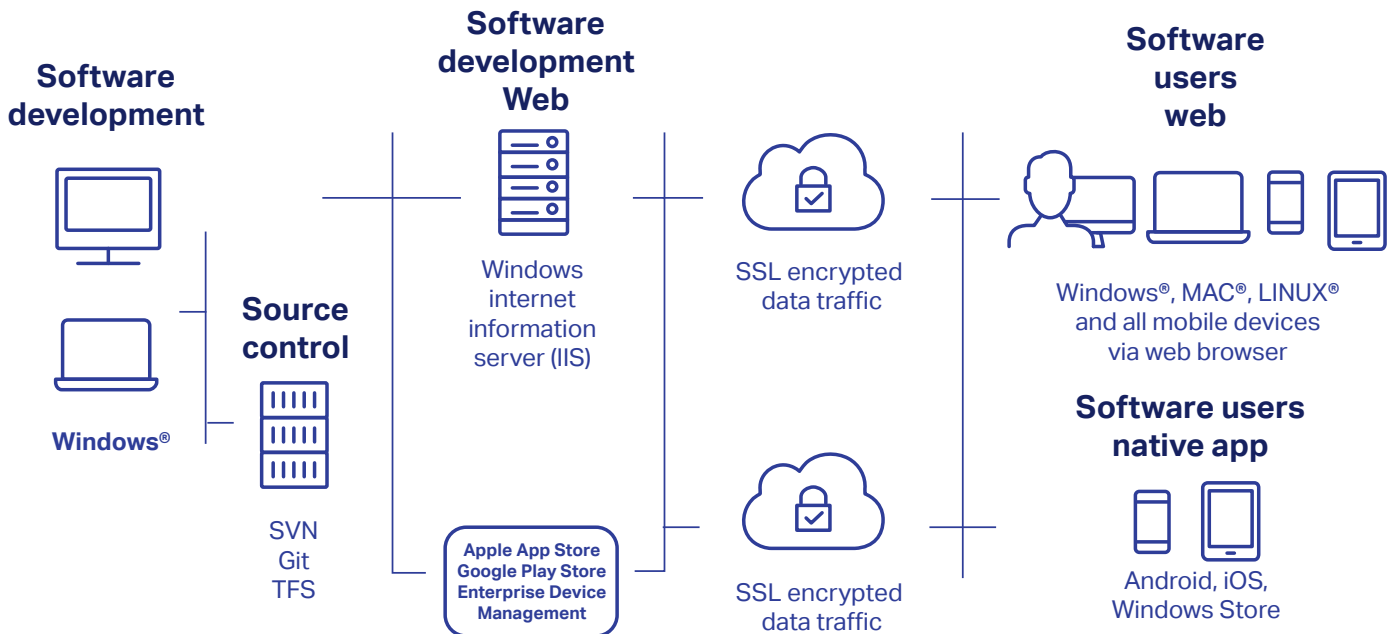 Software
development
Windows®
Source
control
SVN
Git
TFS
Software
development
Web
Windows
internet
information
server (IIS)
Apple App Store
Google Play Store
Enterprise Device
Management
SSL encrypted
data traffic
SSL encrypted
data traffic
Software
users
web
Windows®, MAC®, LINUX®
and all mobile devices
via web browser
Software users
native app
Android, iOS,
Windows Store